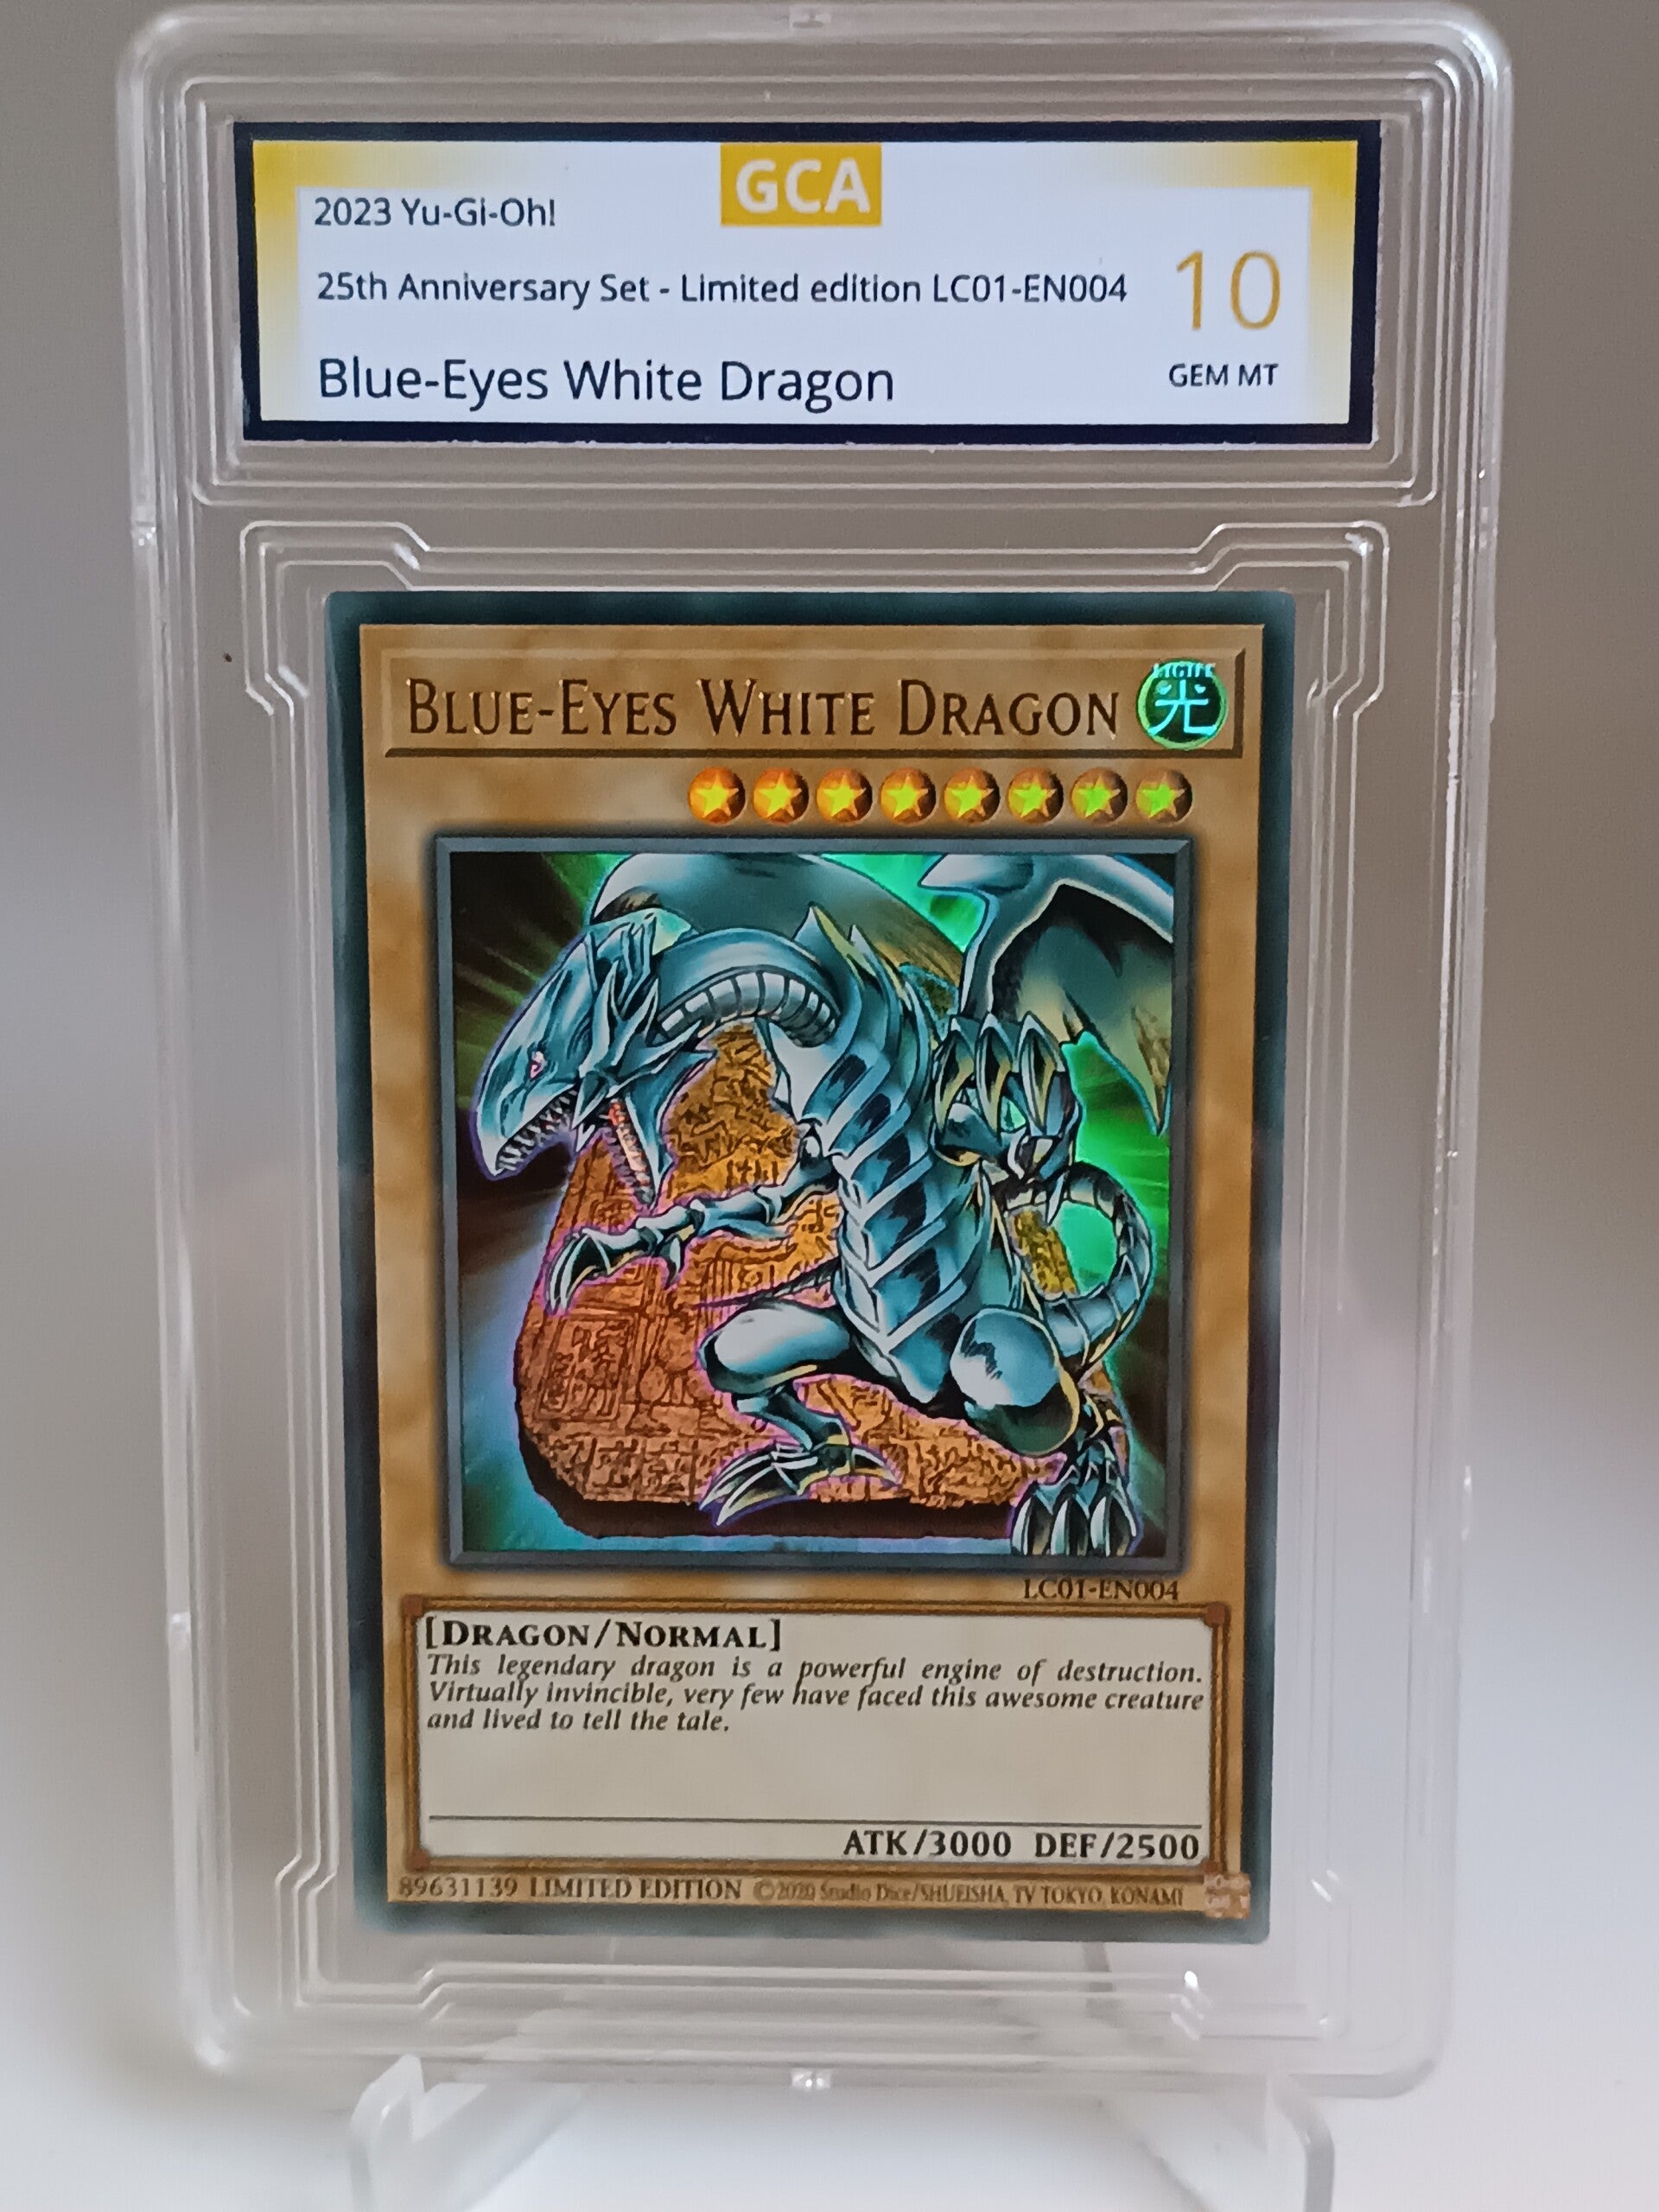 GCA
2023 Yu-Gi-Oh!
25th Anniversary Set - Limited edition LC01-EN004
10
Blue-Eyes White Dragon
GEM MT
BLUE-EYES WHITE DRAGON
LIGHT
光
LC01-EN004
[DRAGON/NORMAL]
This legendary dragon is a powerful engine of destruction.
Virtually invincible, very few have faced this awesome creature
and lived to tell the tale.
ATK/3000 DEF/2500
89631139 LIMITED EDITION ©2020 Studio Dice/SHUEISHA, TV TOKYO, KONAMI